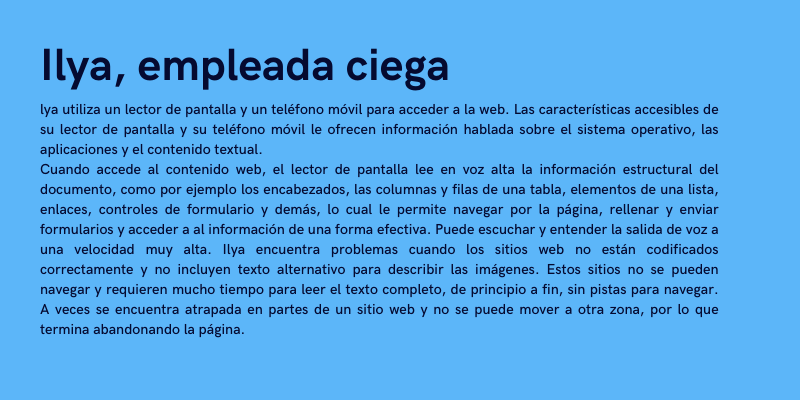 Ilya, empleada ciega
lya utiliza un lector de pantalla y un teléfono móvil para acceder a la web. Las características accesibles de
su lector de pantalla y su teléfono móvil le ofrecen información hablada sobre el sistema operativo, las
aplicaciones y el contenido textual.
Cuando accede al contenido web, el lector de pantalla lee en voz alta la información estructural del
documento, como por ejemplo los encabezados, las columnas y filas de una tabla, elementos de una lista,
enlaces, controles de formulario y demás, lo cual le permite navegar por la página, rellenar y enviar
formularios y acceder a al información de una forma efectiva. Puede escuchar y entender la salida de voz a
una velocidad muy alta. Ilya encuentra problemas cuando los sitios web no están codificados
correctamente y no incluyen texto alternativo para describir las imágenes. Estos sitios no se pueden
navegar y requieren mucho tiempo para leer el texto completo, de principio a fin, sin pistas para navegar.
A veces se encuentra atrapada en partes de un sitio web y no se puede mover a otra zona, por lo que
termina abandonando la página.